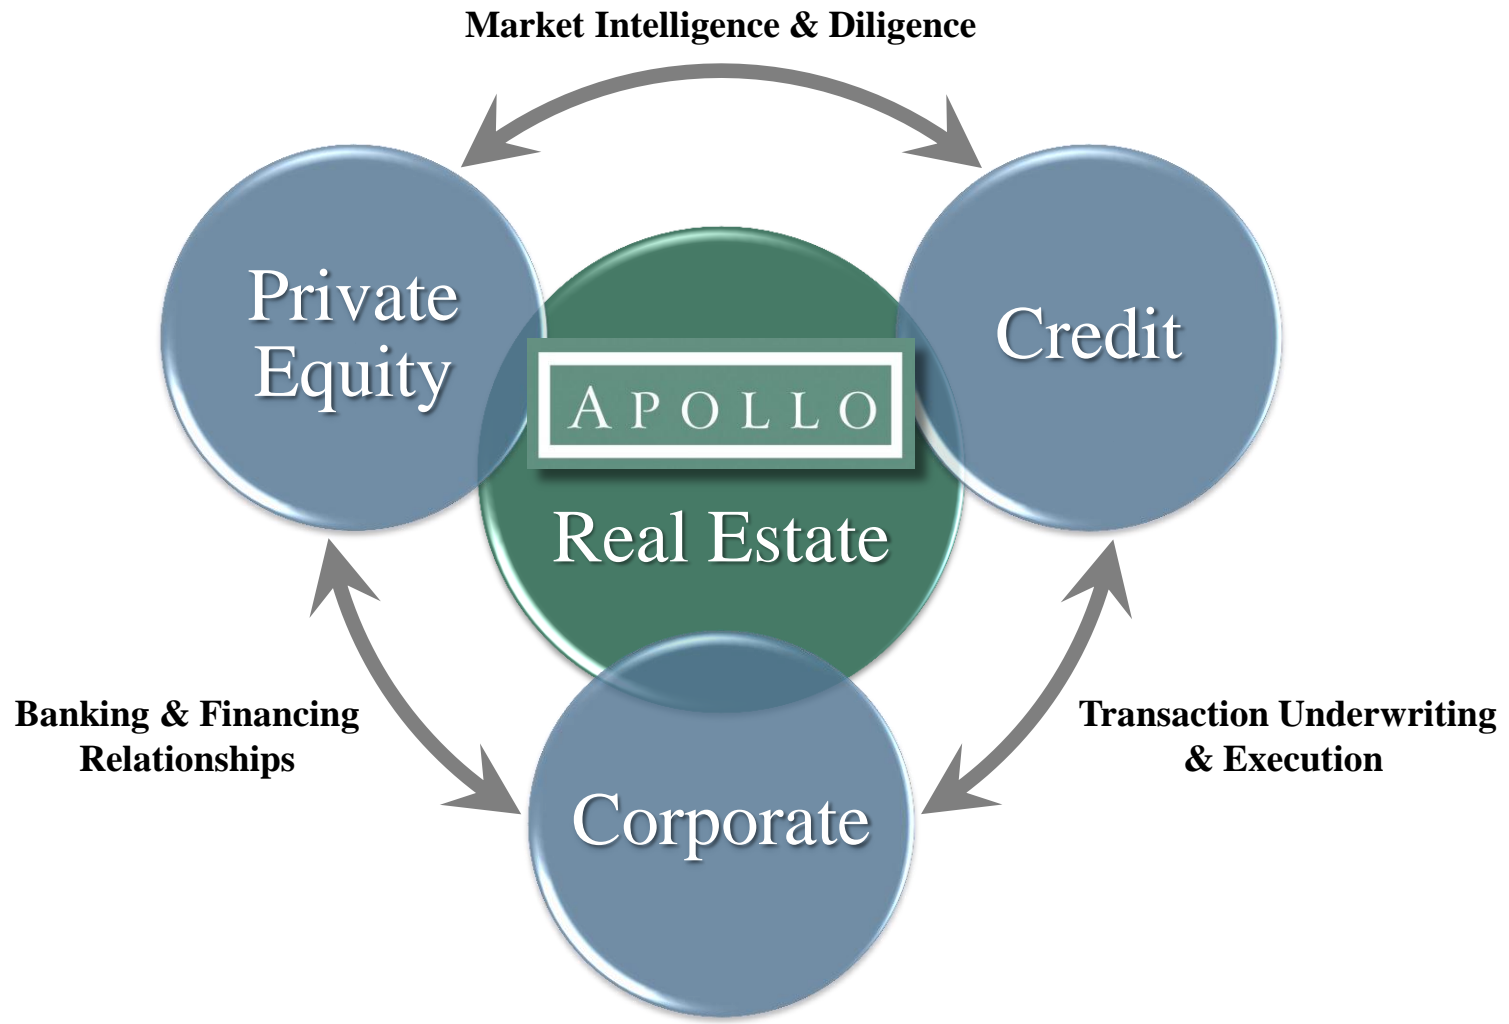 Market Intelligence & Diligence
Private
Equity
Credit
APOLLO
Real Estate
Banking & Financing
Relationships
Transaction Underwriting
& Execution
Corporate